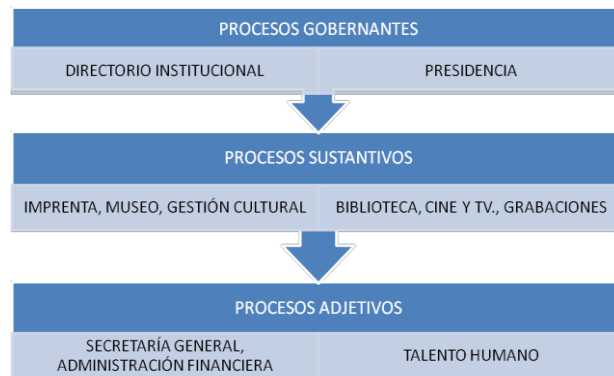 PROCESOS GOBERNANTES
DIRECTORIO INSTITUCIONAL
PRESIDENCIA
PROCESOS SUSTANTIVOS
IMPRENTA, MUSEO, GESTIÓN CULTURAL
BIBLIOTECA, CINE Y TV., GRABACIONES
PROCESOS ADJETIVOS
SECRETARÍA GENERAL,
ADMINISTRACIÓN FINANCIERA
TALENTO HUMANO